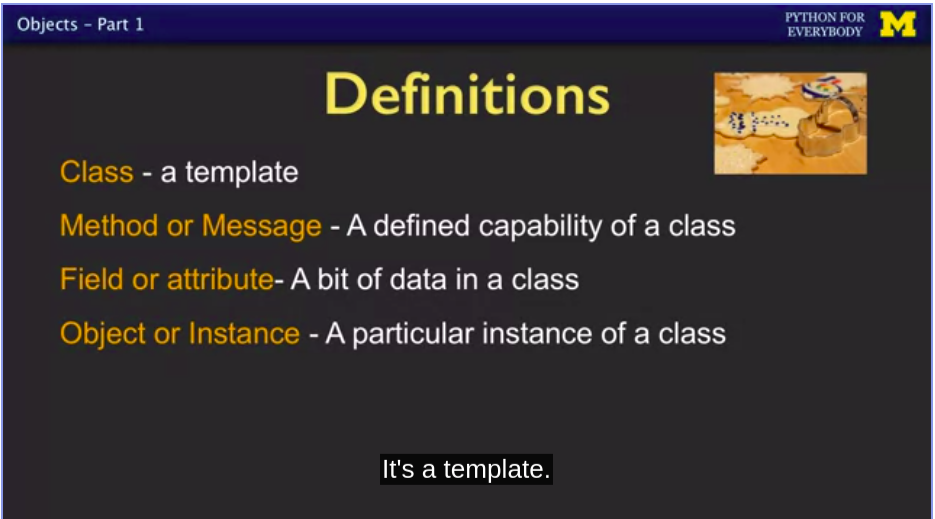 Objects – Part 1
PYTHON FOR
EVERYBODY
M
Definitions
Class - a template
Method or Message - A defined capability of a class
Field or attribute- A bit of data in a class
Object or Instance - A particular instance of a class
It's a template.